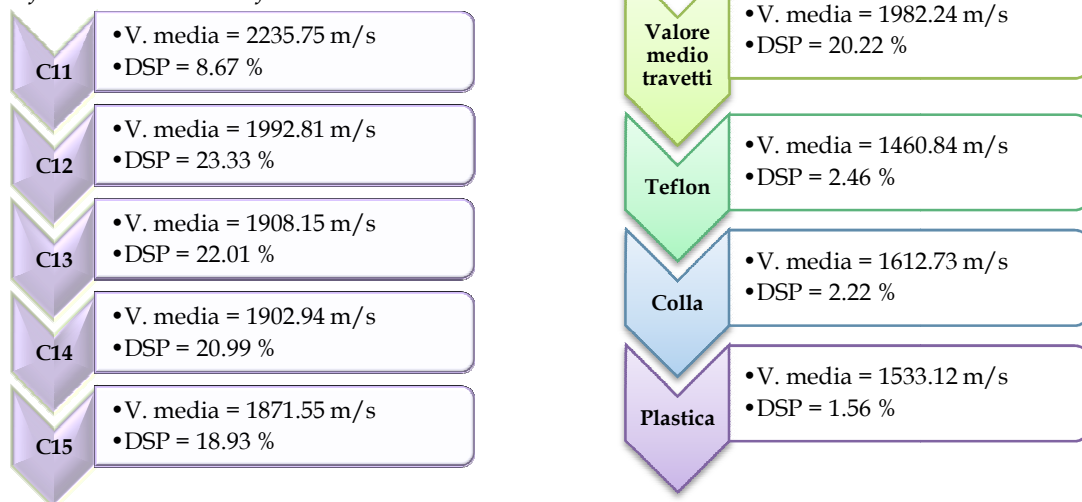 C11
•V. media = 2235.75 m/s
•DSP = 8.67 %
C12
•V. media = 1992.81 m/s
•DSP = 23.33 %
C13
•V. media = 1908.15 m/s
•DSP = 22.01 %
C14
•V. media = 1902.94 m/s
•DSP = 20.99 %
C15
•V. media = 1871.55 m/s
•DSP = 18.93 %
Valore
medio
travetti
•V. media = 1982.24 m/s
•DSP = 20.22 %
Teflon
•V. media = 1460.84 m/s
•DSP = 2.46 %
Colla
•V. media = 1612.73 m/s
•DSP = 2.22 %
Plastica
•V. media = 1533.12 m/s
•DSP = 1.56 %